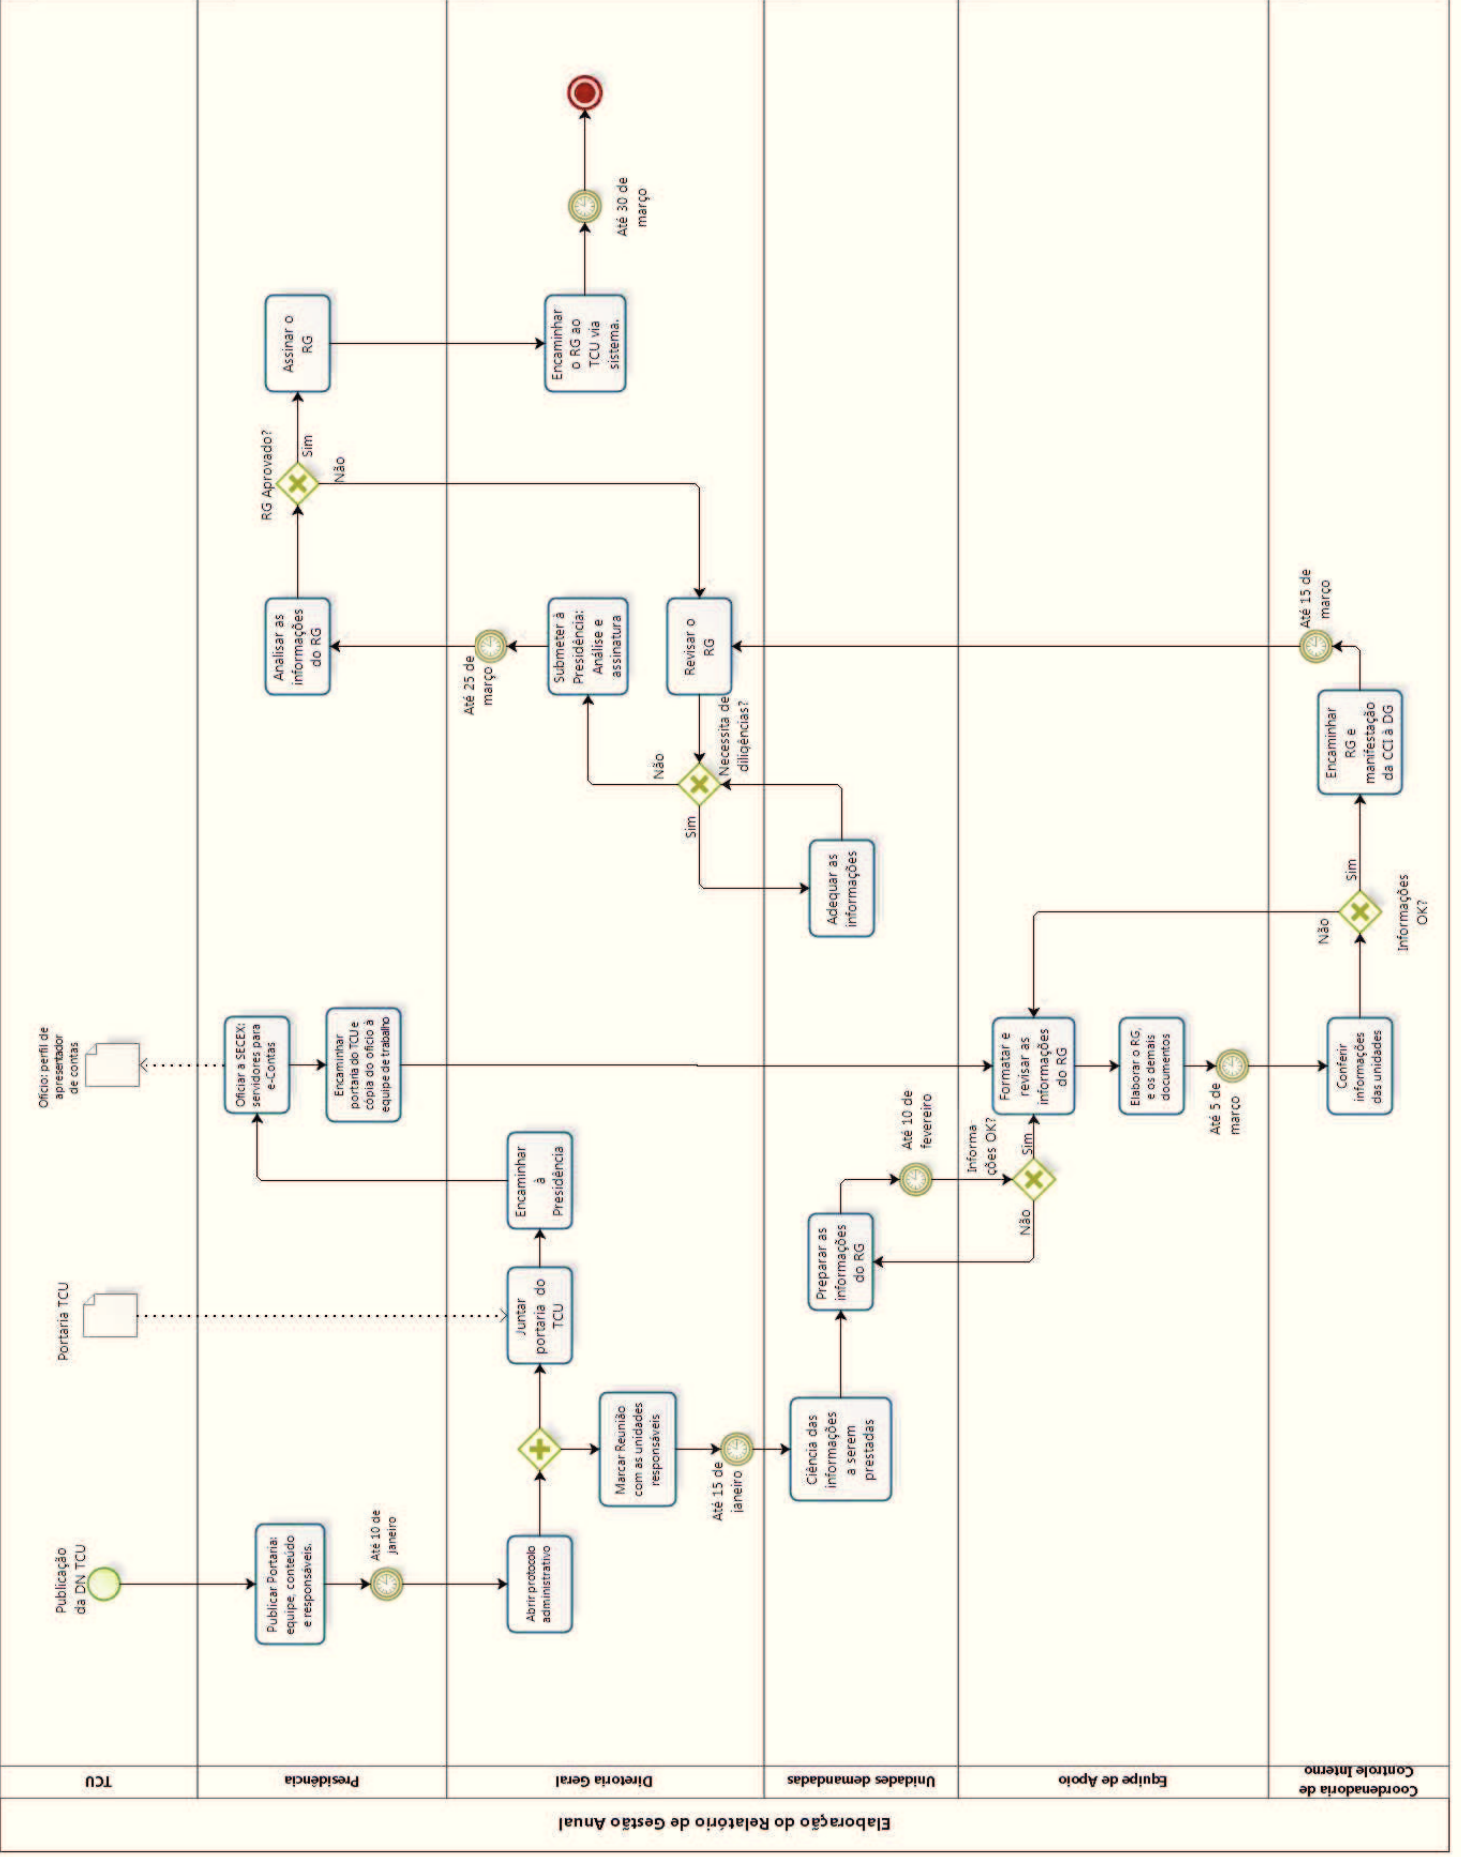 Elaboração do Relatório de Gestão Anual
TCU
Presidência
Diretoria Geral
Unidades demandadas
Equipe de Apoio
Coordenadoria de
Controle Interno
Publicação
da DN TCU
Portaria TCU
Ofício: perfil de
apresentador
de contas
Publicar Portaria:
equipe, conteúdo
e responsáveis.
Até 10 de
janeiro
Oficiar a SECEX:
servidores para
e-Contas
Encaminhar
portaria do TCU e
cópia do ofício à
equipe de trabalho
Analisar as
informações
do RG
RG Aprovado?
Sim
Não
Assinar o
RG
Abrir protocolo
administrativo
Juntar
portaria do
TCU
Encaminhar
à
Presidência
Marcar Reunião
com as unidades
responsáveis
Até 15 de
janeiro
Até 25 de
março
Submeter à
Presidência:
Análise e
assinatura
Revisar o
RG
Necessita de
diligências?
Não
Sim
Encaminhar
o RG ao
TCU via
sistema.
Até 30 de
março
Ciência das
informações
a serem
prestadas
Preparar as
informações
do RG
Até 10 de
fevereiro
Adequar as
informações
Informa
ções OK?
Sim
Não
Formatar e
revisar as
informações
do RG
Elaborar o RG,
e os demais
documentos
Até 5 de
março
Conferir
informações
das unidades
Informações
OK?
Não
Sim
Encaminhar
RG e
manifestação
da CCI à DG
Até 15 de
março